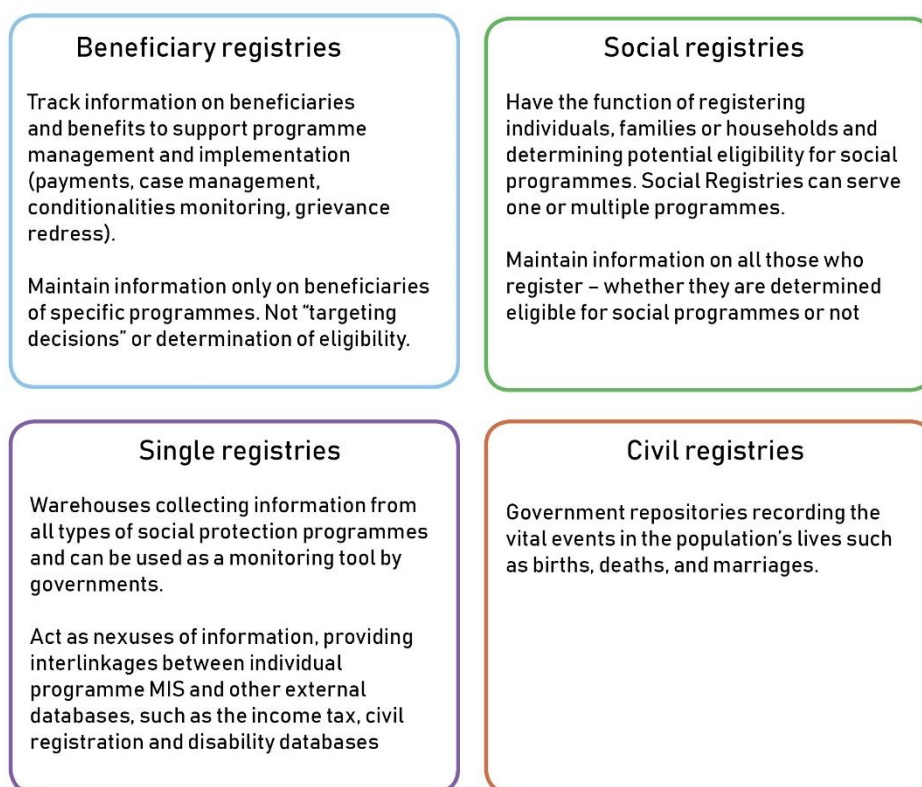 Beneficiary registries
Track information on beneficiaries
and benefits to support programme
management and implementation
(payments, case management,
conditionalities monitoring, grievance
redress).
Maintain information only on beneficiaries
of specific programmes. Not “targeting
decisions” or determination of eligibility.
Social registries
Have the function of registering
individuals, families or households and
determining potential eligibility for social
programmes. Social Registries can serve
one or multiple programmes.
Maintain information on all those who
register – whether they are determined
eligible for social programmes or not
Single registries
Warehouses collecting information from
all types of social protection programmes
and can be used as a monitoring tool by
governments.
Act as nexuses of information, providing
interlinkages between individual
programme MIS and other external
databases, such as the income tax, civil
registration and disability databases
Civil registries
Government repositories recording the
vital events in the population’s lives such
as births, deaths, and marriages.